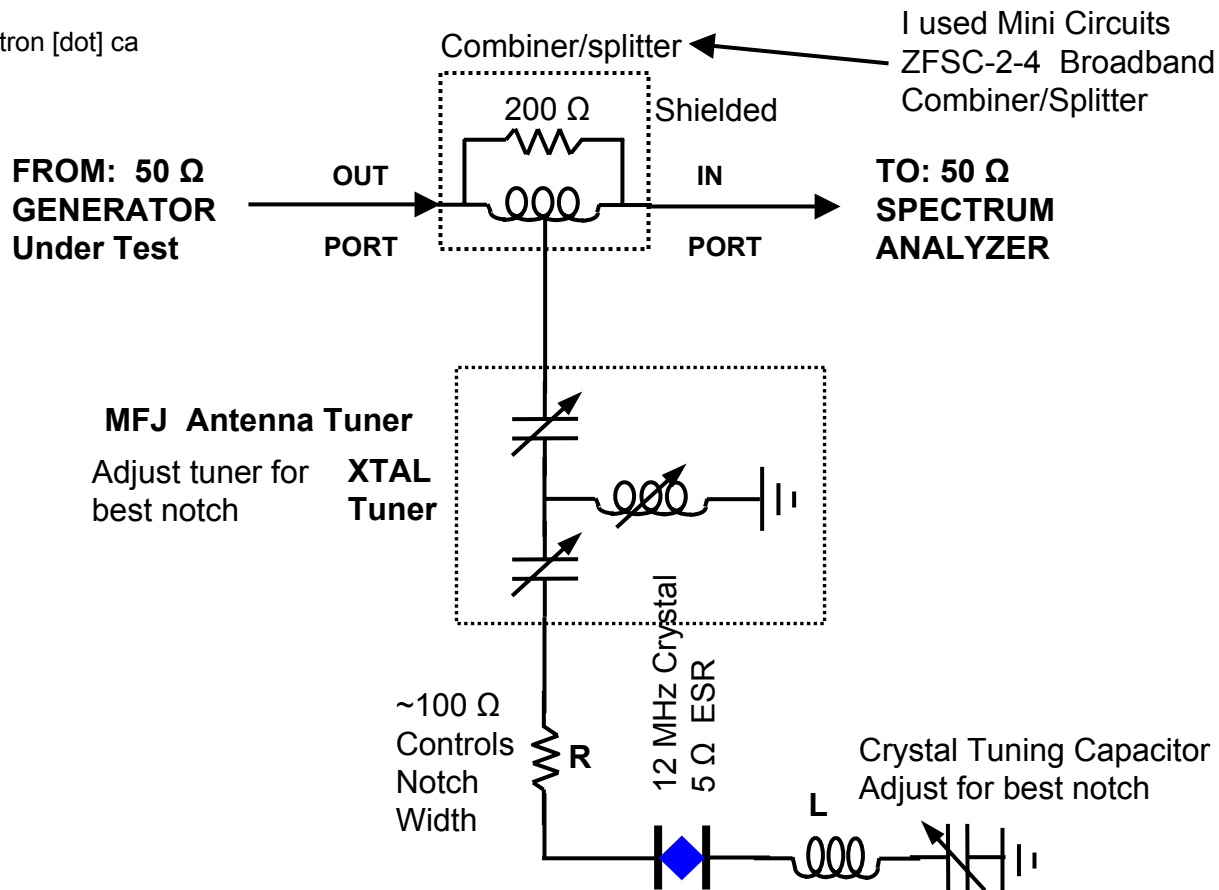 tron [dot] ca
Combiner/splitter
I used Mini Circuits
ZFSC-2-4 Broadband
Combiner/Splitter
200 Ω
Shielded
FROM: 50 Ω
GENERATOR
Under Test
OUT
PORT
IN
PORT
TO: 50 Ω
SPECTRUM
ANALYZER
MFJ Antenna Tuner
Adjust tuner for
best notch
XTAL
Tuner
12 MHz Crystal
5 Ω ESR
~100 Ω
Controls
Notch
Width
R
L
Crystal Tuning Capacitor
Adjust for best notch